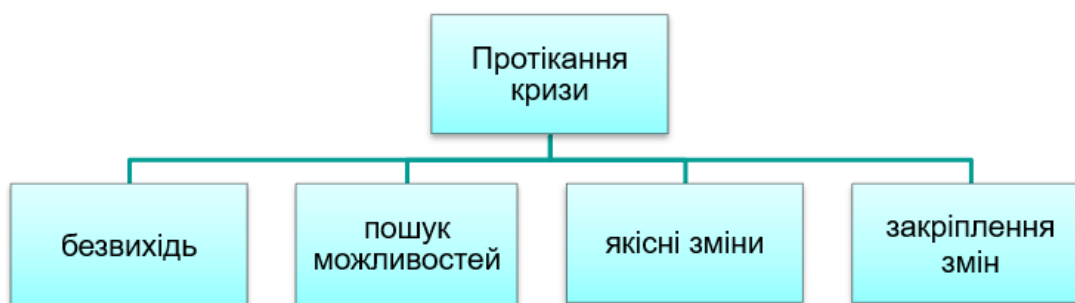 Протікання
кризи
безвихідь
пошук
можливостей
якісні зміни
закріплення
змін